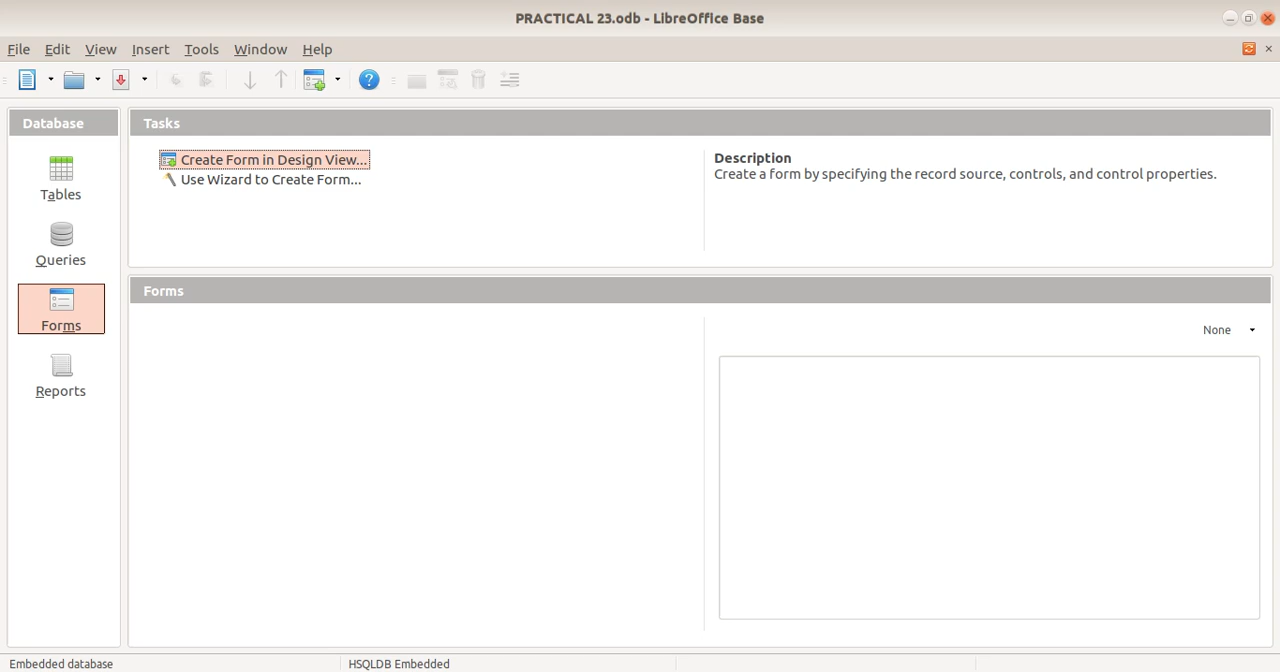 PRACTICAL 23.odb - LibreOffice Base
File Edit View Insert Tools Window Help
Database
Tables
Queries
Forms
Reports
Tasks
Create Form in Design View...
Use Wizard to Create Form...
Description
Create a form by specifying the record source, controls, and control properties.
Forms
None
Embedded database
HSQLDB Embedded